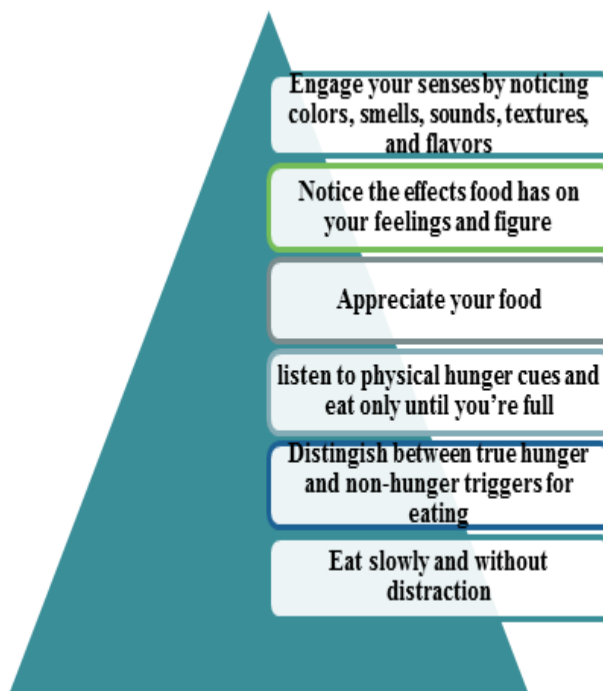 Engage your senses by noticing
colors, smells, sounds, textures,
and flavors
Notice the effects food has on
your feelings and figure
Appreciate your food
listen to physical hunger cues and
eat only until you’re full
Distingish between true hunger
and non-hunger triggers for
eating
Eat slowly and without
distraction